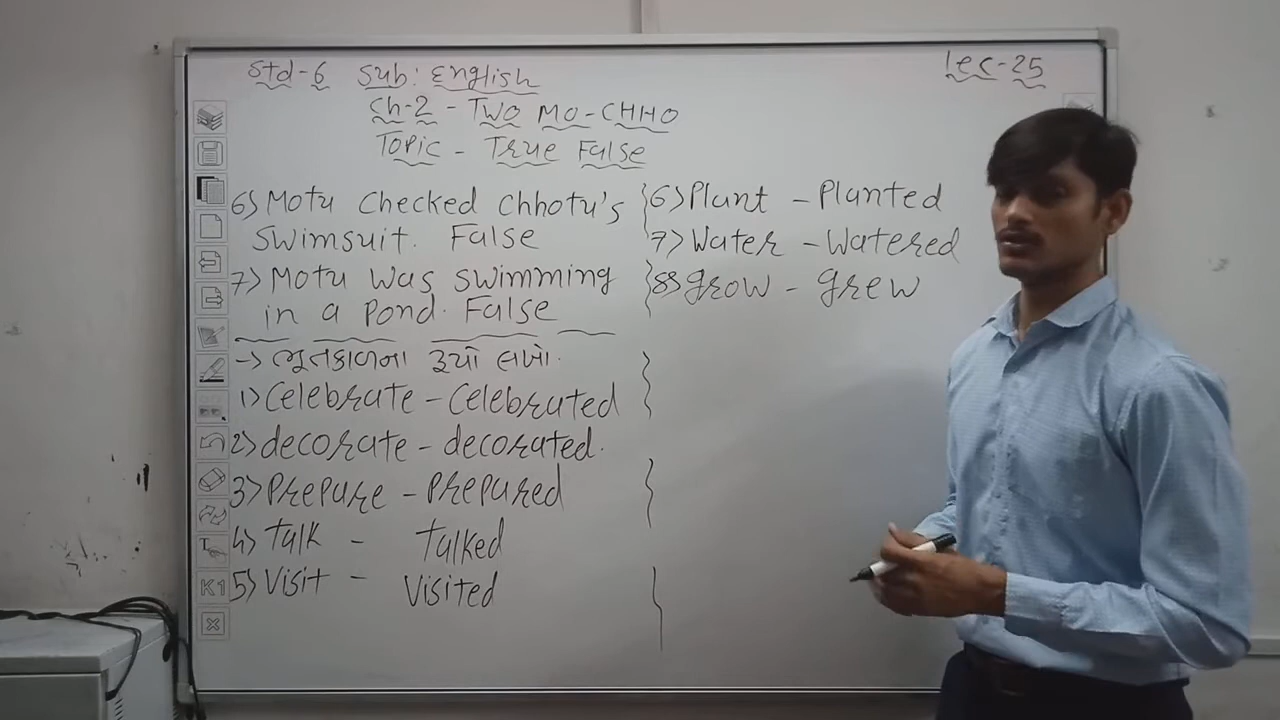 Std-6 Sub: English
lec-25
Ch-2 - TWO MO-CHHO
Topic - True False
6) Motu checked chhotu's
swimsuit. False
7) Motu was swimming
in a pond. False
→ ભૂતકાળના રૂપો લખો.
1) Celebrate - celebrated
2) decorate - decorated.
3) Prepare - Prepared
4) Talk - Talked
5) Visit - Visited
6) Plant - Planted
7) Water - Watered
8) grow - grew
T
K1